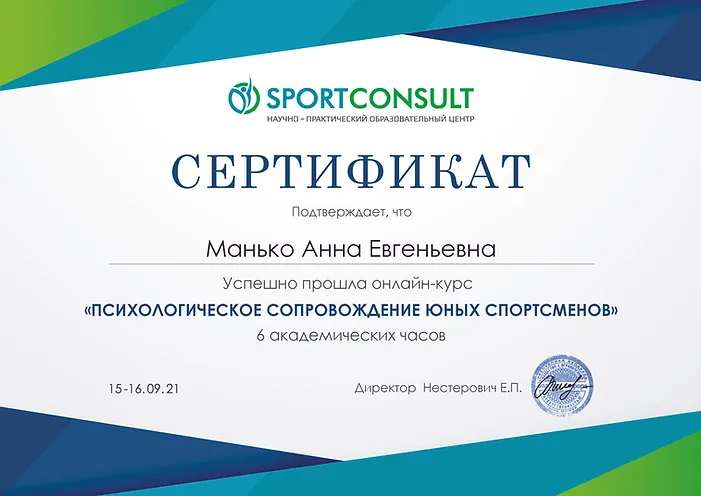 SPORTCONSULT
НАУЧНО – ПРАКТИЧЕСКИЙ ОБРАЗОВАТЕЛЬНЫЙ ЦЕНТР
СЕРТИФИКАТ
Подтверждает, что
Манько Анна Евгеньевна
Успешно прошла онлайн-курс
«ПСИХОЛОГИЧЕСКОЕ СОПРОВОЖДЕНИЕ ЮНЫХ СПОРТСМЕНОВ»
6 академических часов
15-16.09.21
Директор Нестерович Е.П.